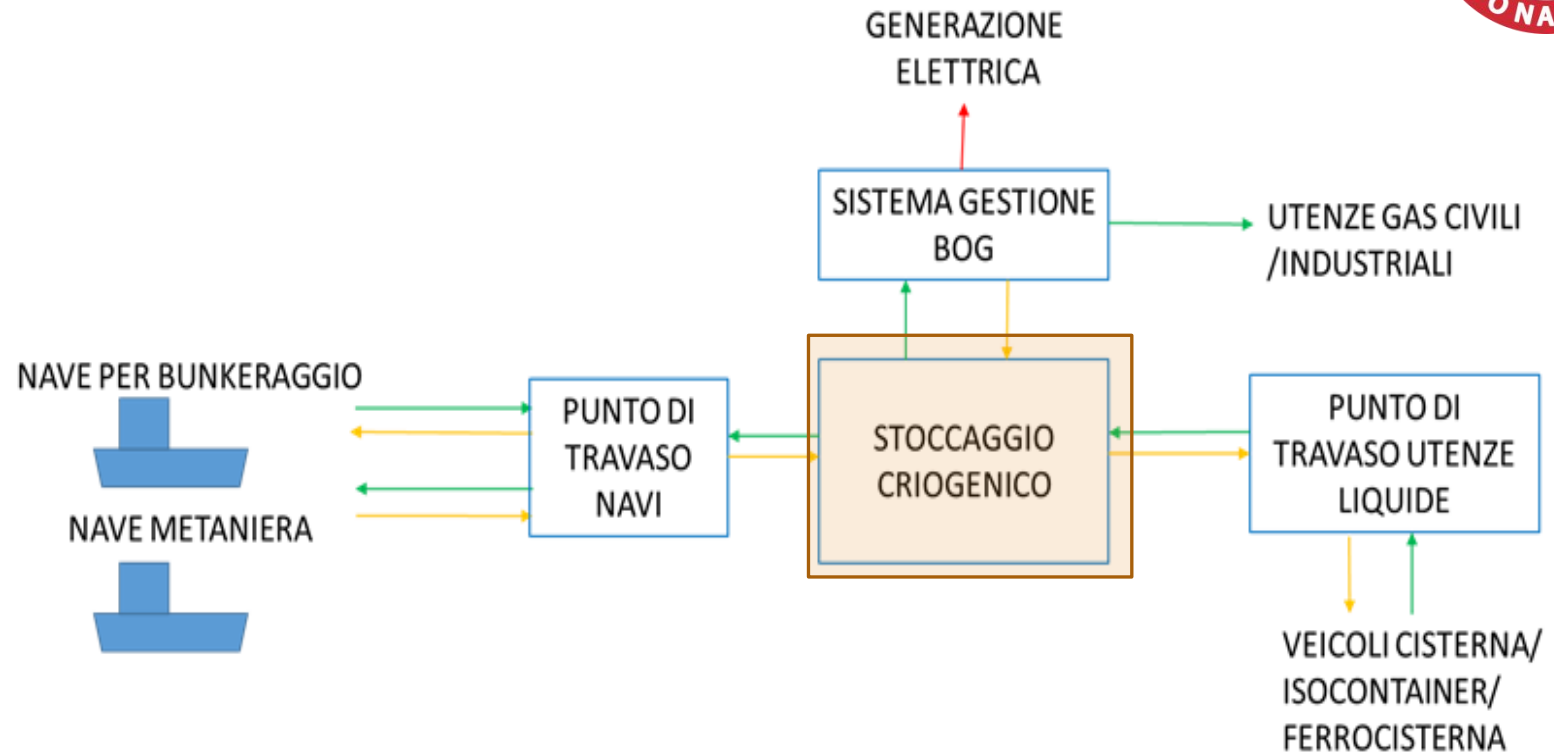 ONA
GENERAZIONE
ELETTRICA
SISTEMA GESTIONE
BOG
UTENZE GAS CIVILI
/INDUSTRIALI
NAVE PER BUNKERAGGIO
NAVE METANIERA
PUNTO DI
TRAVASO
NAVI
STOCCAGGIO
CRIOGENICO
PUNTO DI
TRAVASO UTENZE
LIQUIDE
VEICOLI CISTERNA/
ISOCONTAINER/
FERROCISTERNA